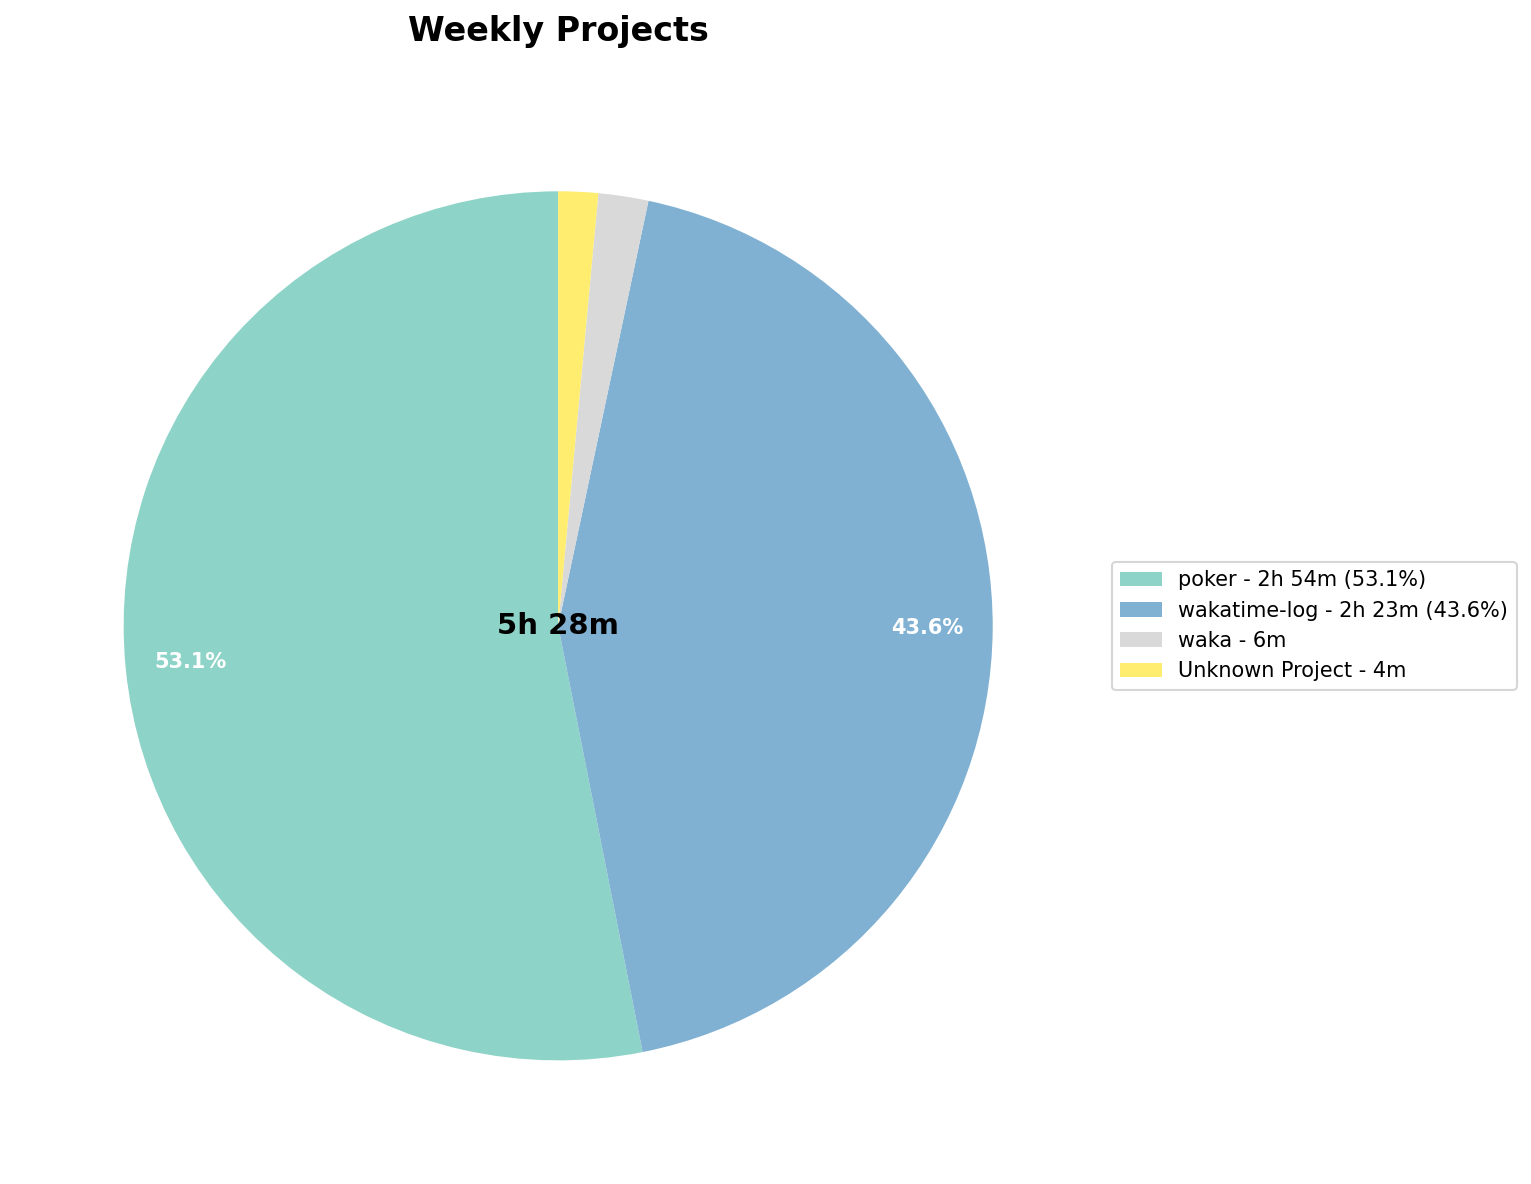 Weekly Projects
5h 28m
43.6%
53.1%
poker - 2h 54m (53.1%)
wakatime-log - 2h 23m (43.6%)
waka - 6m
Unknown Project - 4m